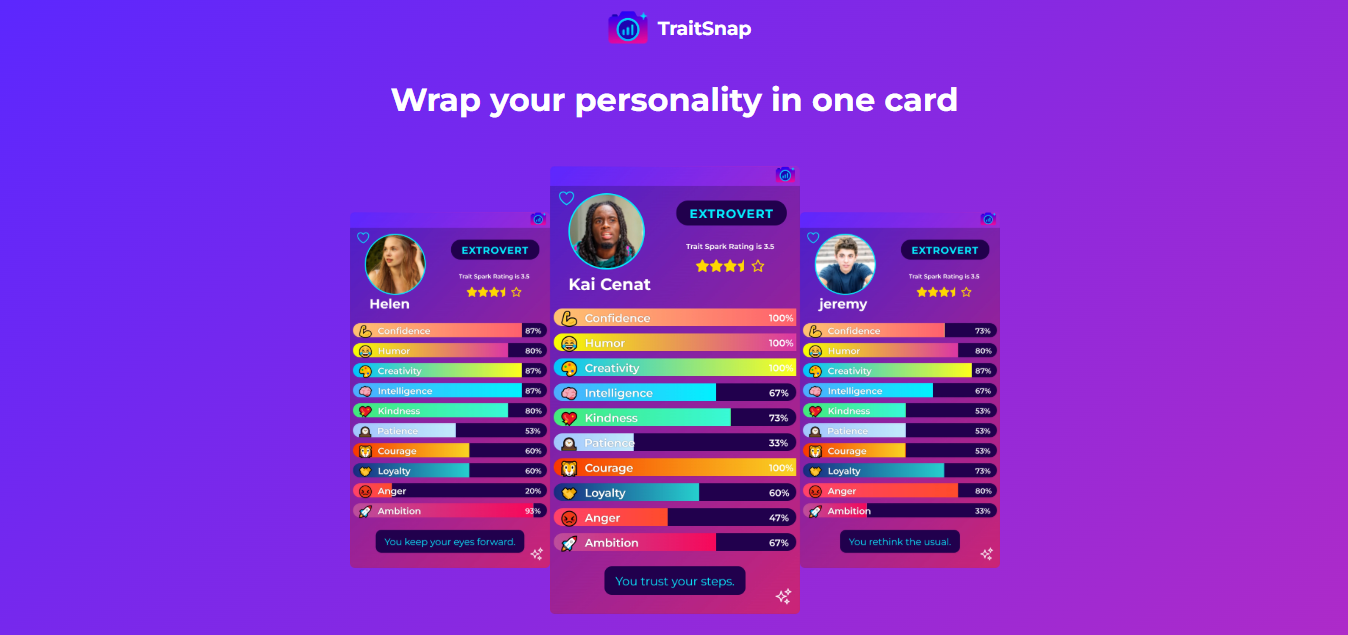 TraitSnap
Wrap your personality in one card
EXTROVERT
Trait Spark Rating is 3.5
Helen
Confidence 87%
Humor 80%
Creativity 87%
Intelligence 87%
Kindness 80%
Patience 53%
Courage 60%
Loyalty 60%
Anger 20%
Ambition 93%
You keep your eyes forward.
EXTROVERT
Trait Spark Rating is 3.5
Kai Cenat
Confidence 100%
Humor 100%
Creativity 100%
Intelligence 67%
Kindness 73%
Patience 33%
Courage 100%
Loyalty 60%
Anger 47%
Ambition 67%
You trust your steps.
EXTROVERT
Trait Spark Rating is 3.5
jeremy
Confidence 73%
Humor 80%
Creativity 87%
Intelligence 67%
Kindness 53%
Patience 53%
Courage 53%
Loyalty 73%
Anger 80%
Ambition 33%
You rethink the usual.